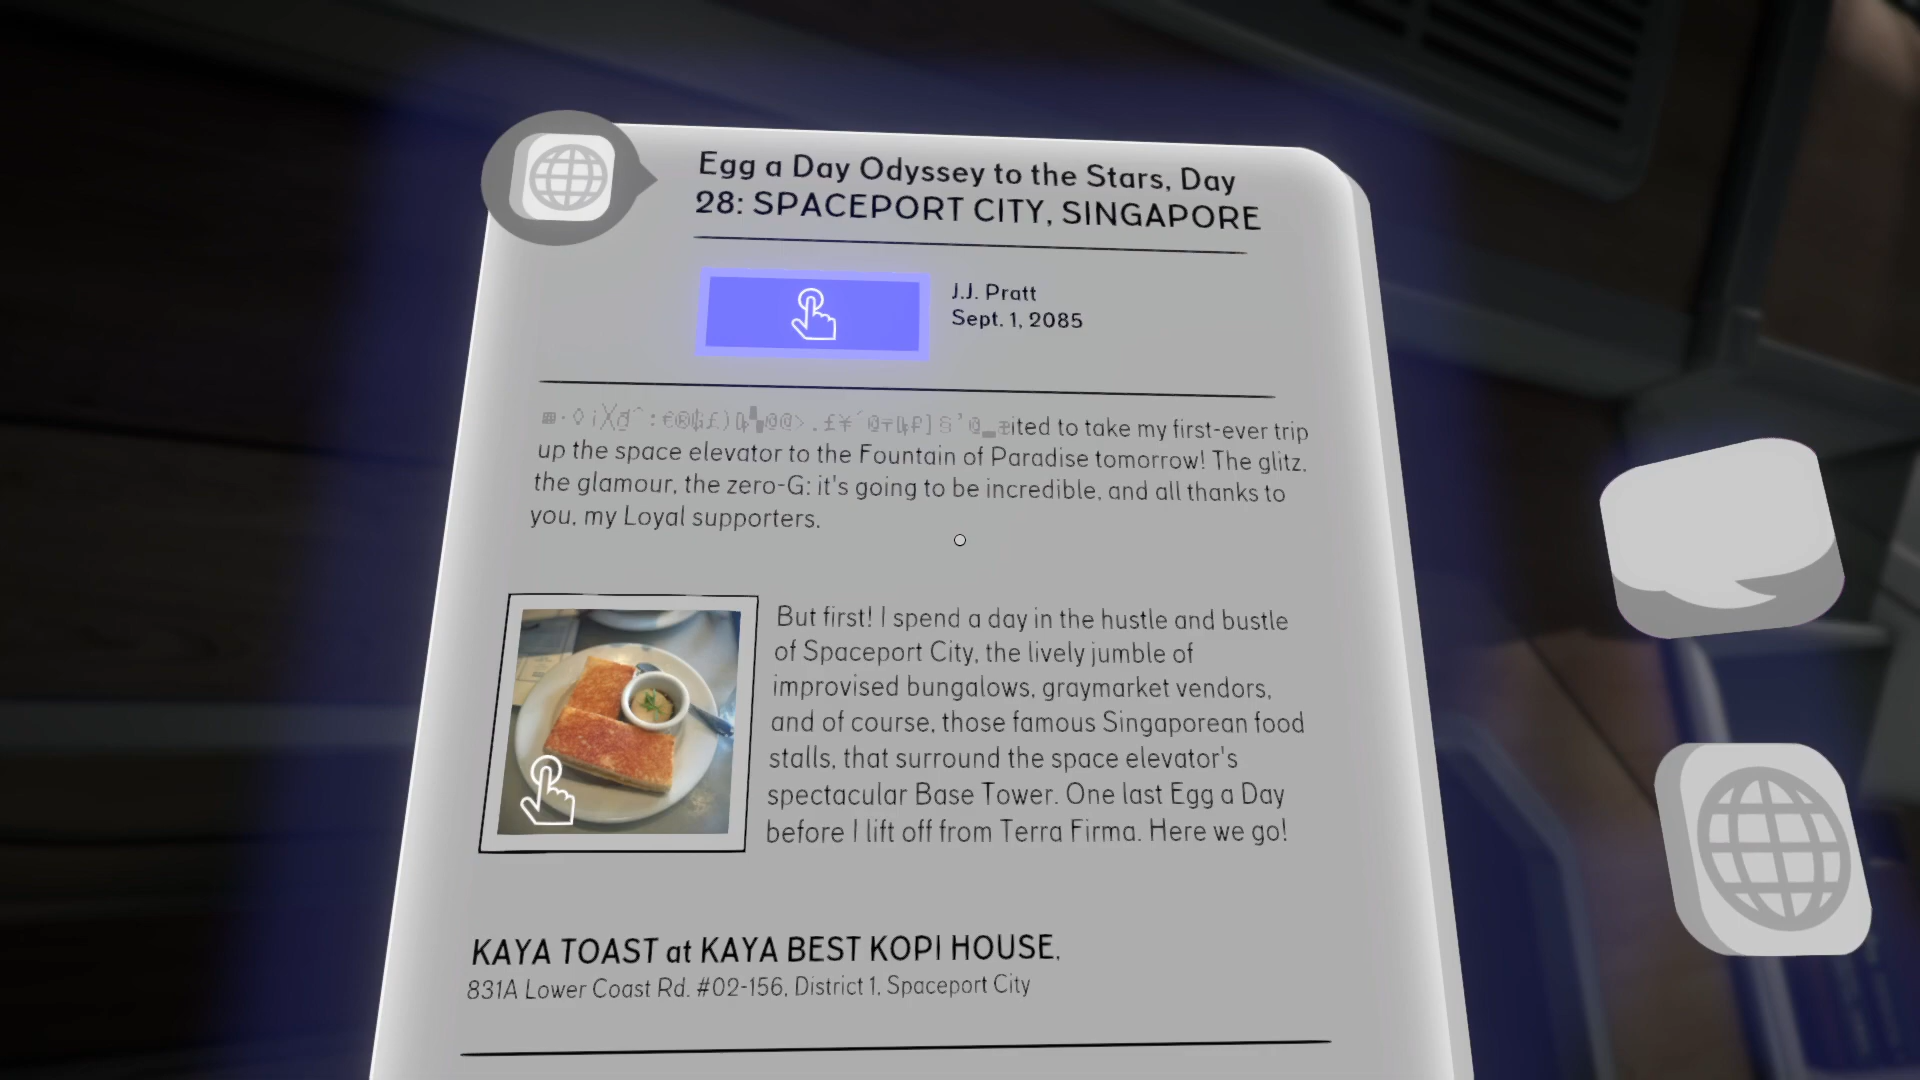 Egg a Day Odyssey to the Stars, Day
28: SPACEPORT CITY, SINGAPORE
J.J. Pratt
Sept. 1, 2085
to take my first-ever trip
up the space elevator to the Fountain of Paradise tomorrow! The glitz,
the glamour, the zero-G: it's going to be incredible, and all thanks to
you, my Loyal supporters.
But first! I spend a day in the hustle and bustle
of Spaceport City, the lively jumble of
improvised bungalows, graymarket vendors,
and of course, those famous Singaporean food
stalls, that surround the space elevator's
spectacular Base Tower. One last Egg a Day
before I lift off from Terra Firma. Here we go!
KAYA TOAST at KAYA BEST KOPI HOUSE,
831A Lower Coast Rd. #02-156, District 1, Spaceport City